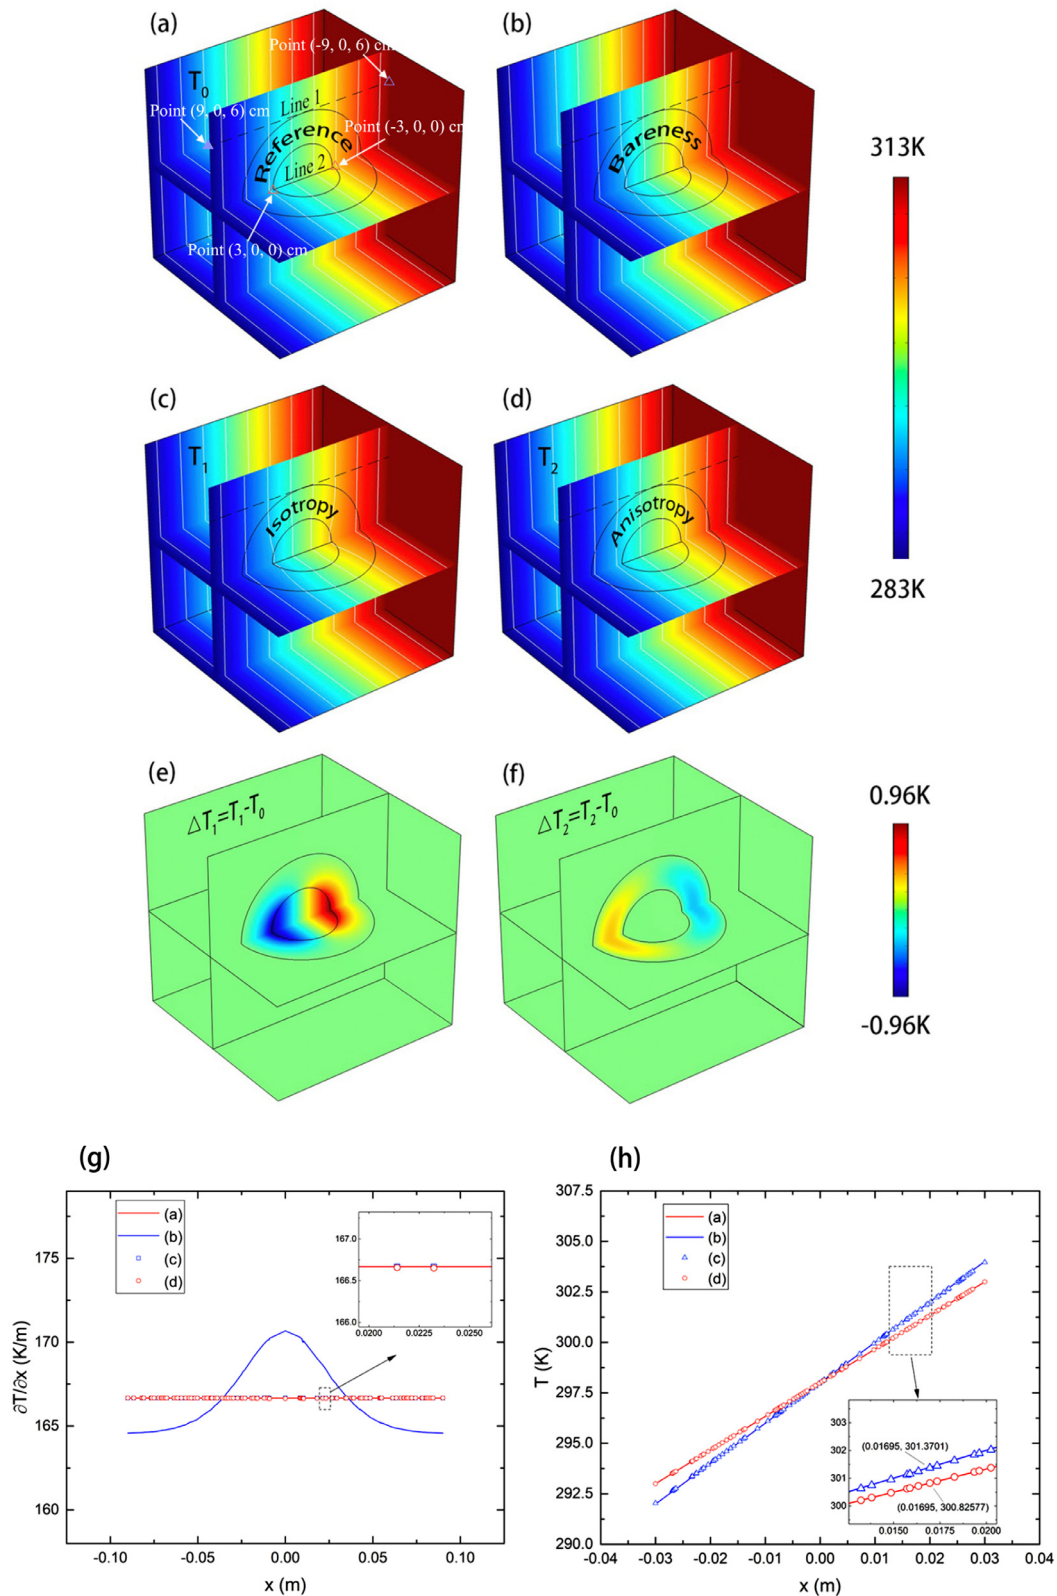 (a)
(b)
Point (-9, 0, 6) cm
T0
Point (9, 0, 6) cm
Line 1
Point (-3, 0, 0) cm
Reference
Line 2
Point (3, 0, 0) cm
Bareness
313K
283K
(c)
(d)
T1
T2
Isotropy
Anisotropy
(e)
(f)
△T1=T1-T0
△T2=T2-T0
0.96K
-0.96K
(g)
(h)
175
170
165
160
∂T/∂x (K/m)
(a)
(b)
(c)
(d)
167.0
166.5
166.0
0.0200
0.0225
0.0250
-0.10
-0.05
0.00
0.05
0.10
x (m)
307.5
305.0
302.5
300.0
297.5
295.0
292.5
290.0
T (K)
(a)
(b)
(c)
(d)
303
302
301
300
(0.01695, 301.3701)
(0.01695, 300.82577)
0.0150
0.0175
0.0200
-0.04
-0.03
-0.02
-0.01
0.00
0.01
0.02
0.03
0.04
x (m)